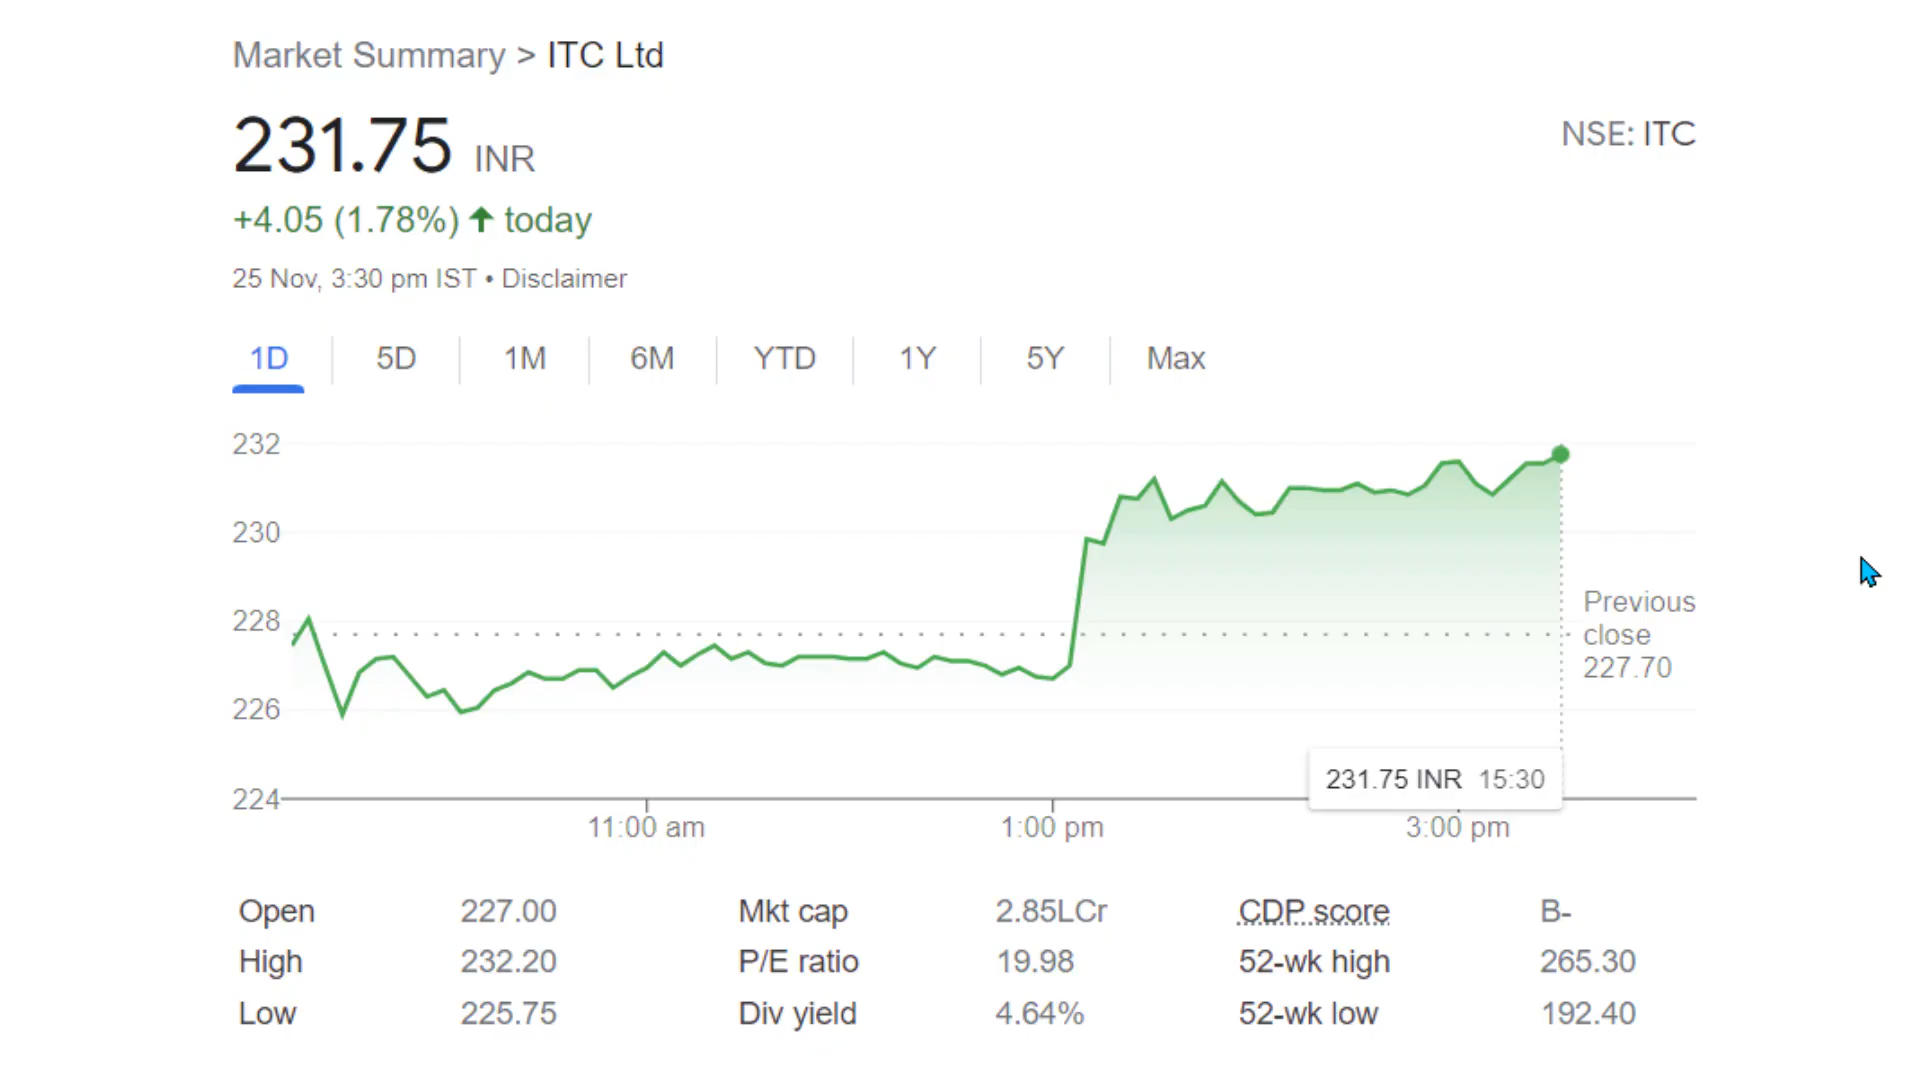 Market Summary > ITC Ltd
231.75 INR
NSE: ITC
+4.05 (1.78%) ↑ today
25 Nov, 3:30 pm IST • Disclaimer
1D 5D 1M 6M YTD 1Y 5Y Max
232
230
228
226
224
Previous
close
227.70
231.75 INR 15:30
11:00 am 1:00 pm 3:00 pm
Open 227.00 Mkt cap 2.85LCr CDP score B-
High 232.20 P/E ratio 19.98 52-wk high 265.30
Low 225.75 Div yield 4.64% 52-wk low 192.40